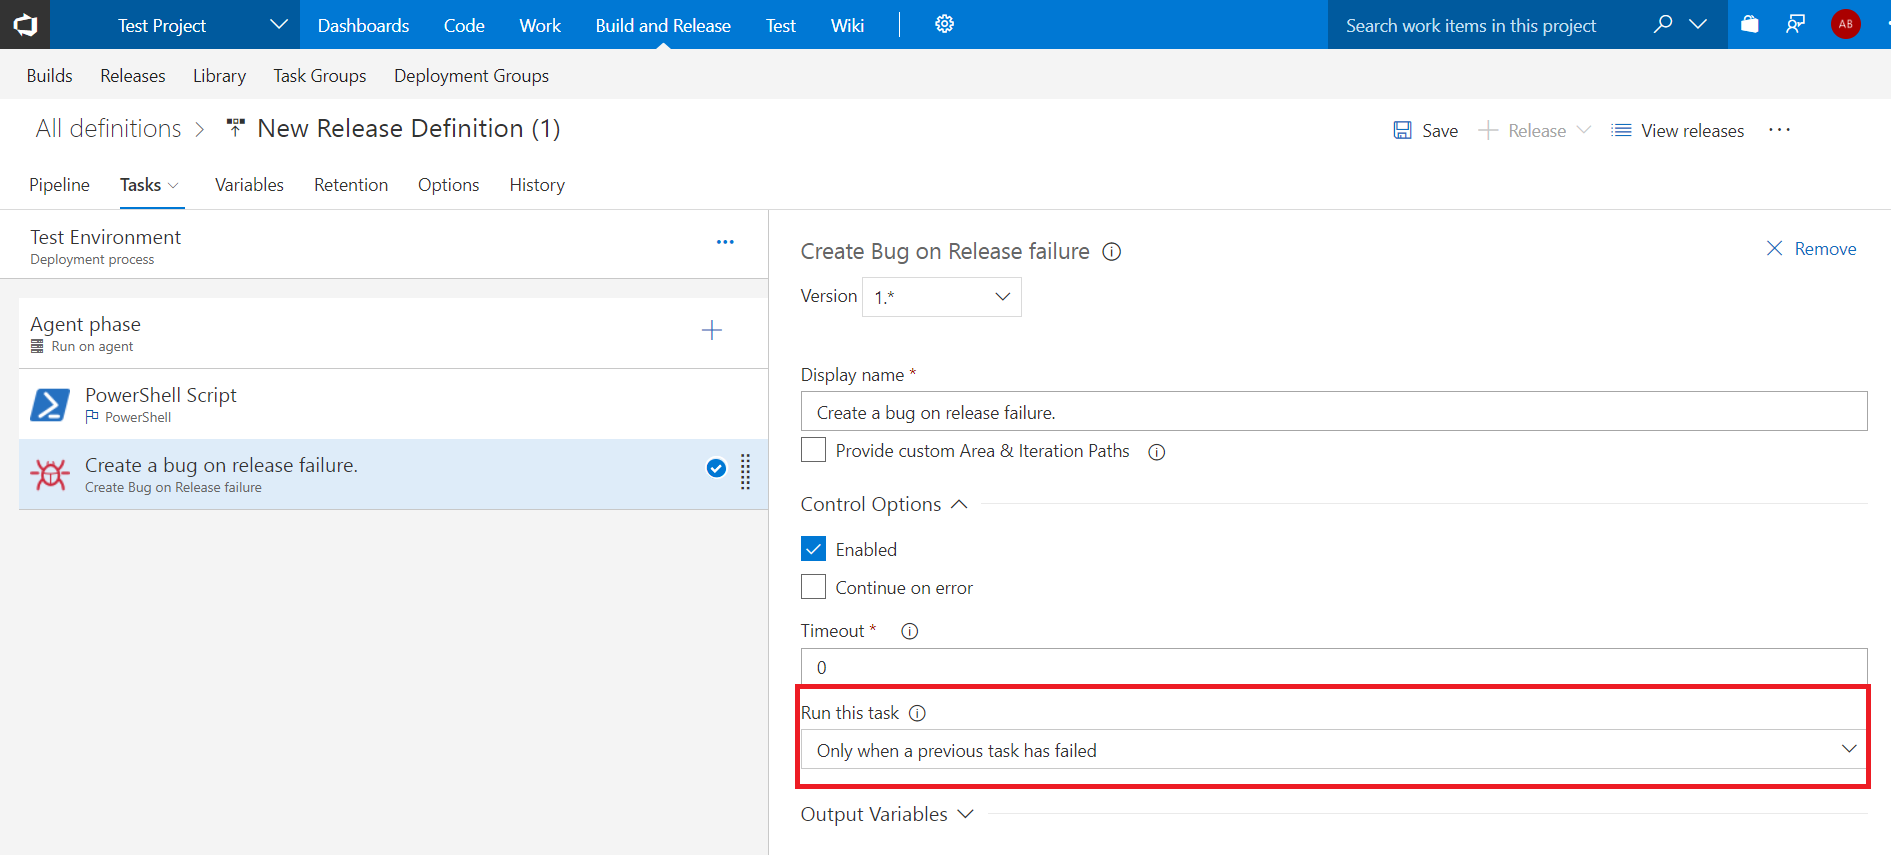 Test Project Dashboards Code Work Build and Release Test Wiki Search work items in this project AB
Builds Releases Library Task Groups Deployment Groups
All definitions > New Release Definition (1) Save + Release View releases ...
Pipeline Tasks Variables Retention Options History
Test Environment
Deployment process
Agent phase
Run on agent
PowerShell Script
PowerShell
Create a bug on release failure.
Create Bug on Release failure
Create Bug on Release failure Remove
Version 1.*
Display name *
Create a bug on release failure.
Provide custom Area & Iteration Paths
Control Options
Enabled
Continue on error
Timeout *
0
Run this task
Only when a previous task has failed
Output Variables